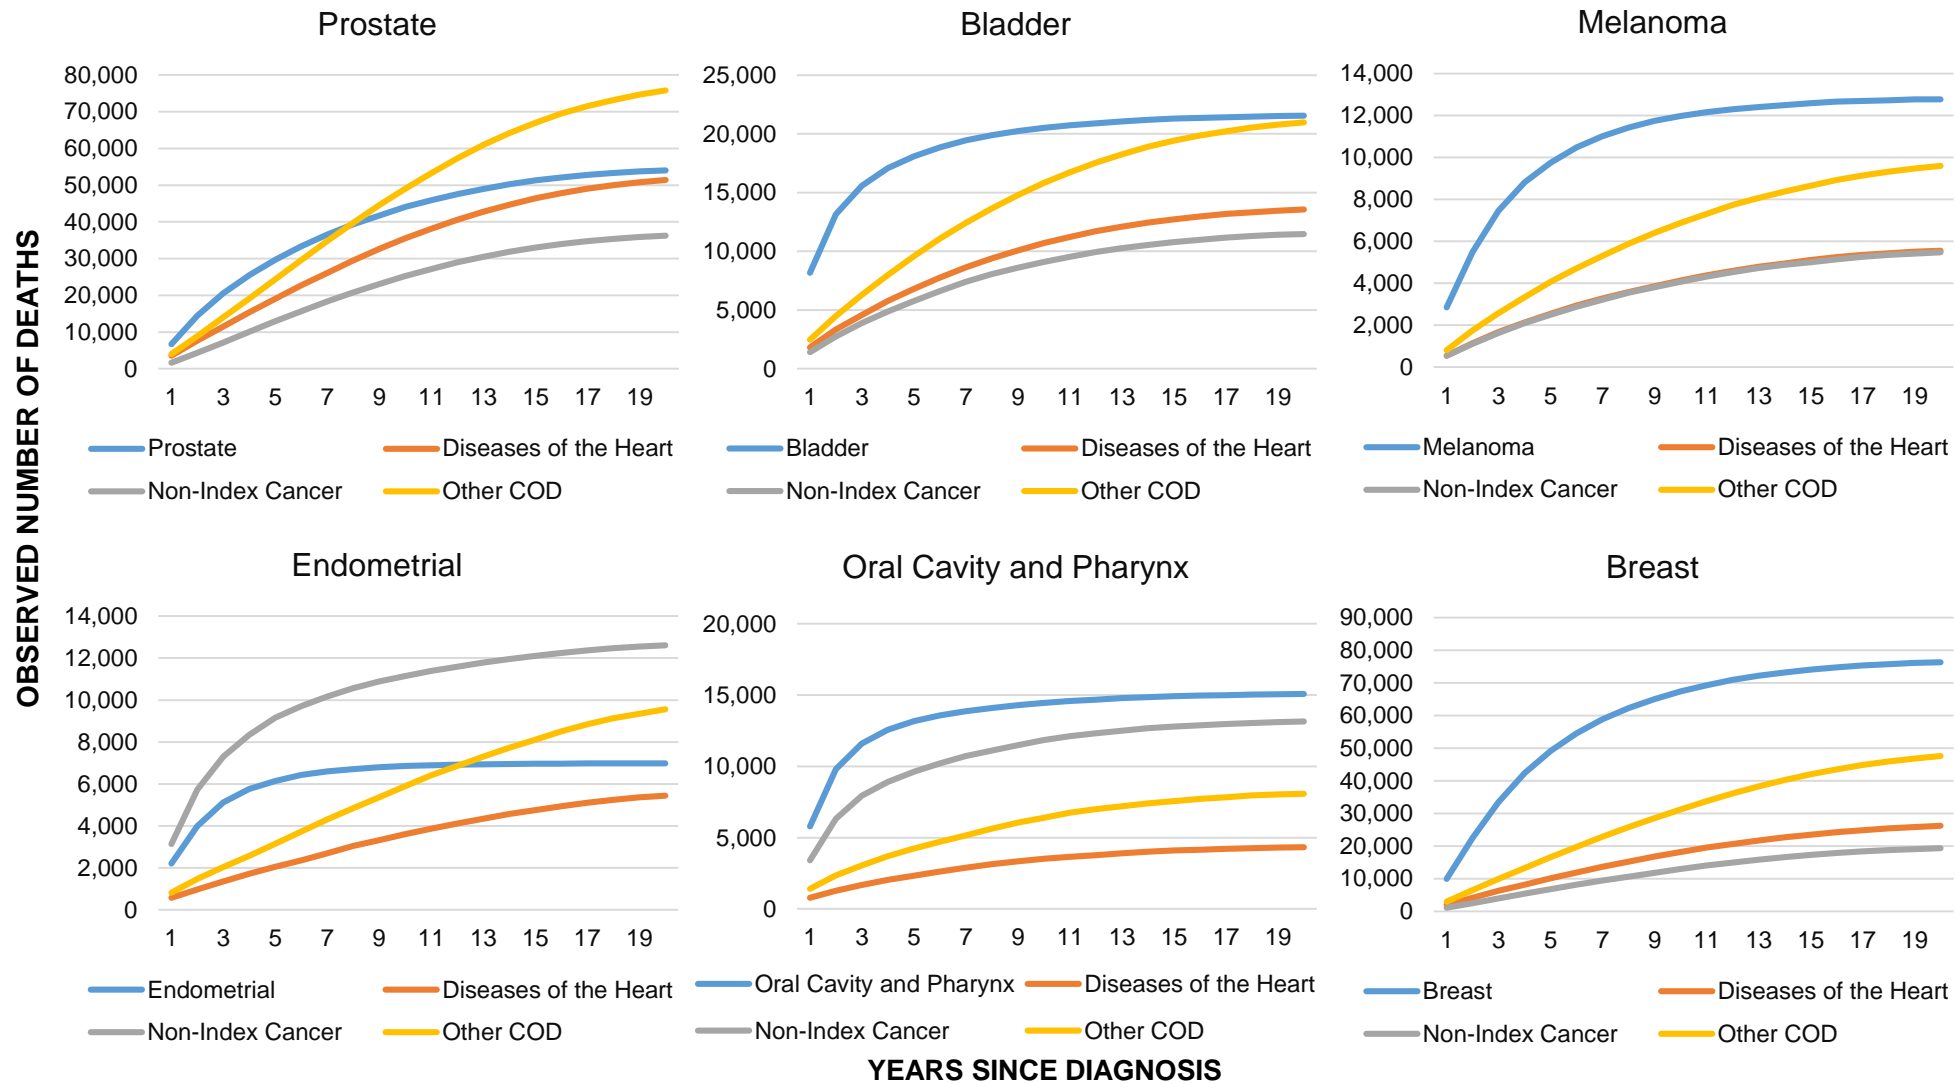 OBSERVED NUMBER OF DEATHS
Prostate
80,000
70,000
60,000
50,000
40,000
30,000
20,000
10,000
0
1 3 5 7 9 11 13 15 17 19
Prostate Diseases of the Heart
Non-Index Cancer Other COD
Bladder
25,000
20,000
15,000
10,000
5,000
0
1 3 5 7 9 11 13 15 17 19
Bladder Diseases of the Heart
Non-Index Cancer Other COD
Melanoma
14,000
12,000
10,000
8,000
6,000
4,000
2,000
0
1 3 5 7 9 11 13 15 17 19
Melanoma Diseases of the Heart
Non-Index Cancer Other COD
Endometrial
14,000
12,000
10,000
8,000
6,000
4,000
2,000
0
1 3 5 7 9 11 13 15 17 19
Endometrial Diseases of the Heart
Non-Index Cancer Other COD
Oral Cavity and Pharynx
20,000
15,000
10,000
5,000
0
1 3 5 7 9 11 13 15 17 19
Oral Cavity and Pharynx Diseases of the Heart
Non-Index Cancer Other COD
Breast
90,000
80,000
70,000
60,000
50,000
40,000
30,000
20,000
10,000
0
1 3 5 7 9 11 13 15 17 19
Breast Diseases of the Heart
Non-Index Cancer Other COD
YEARS SINCE DIAGNOSIS